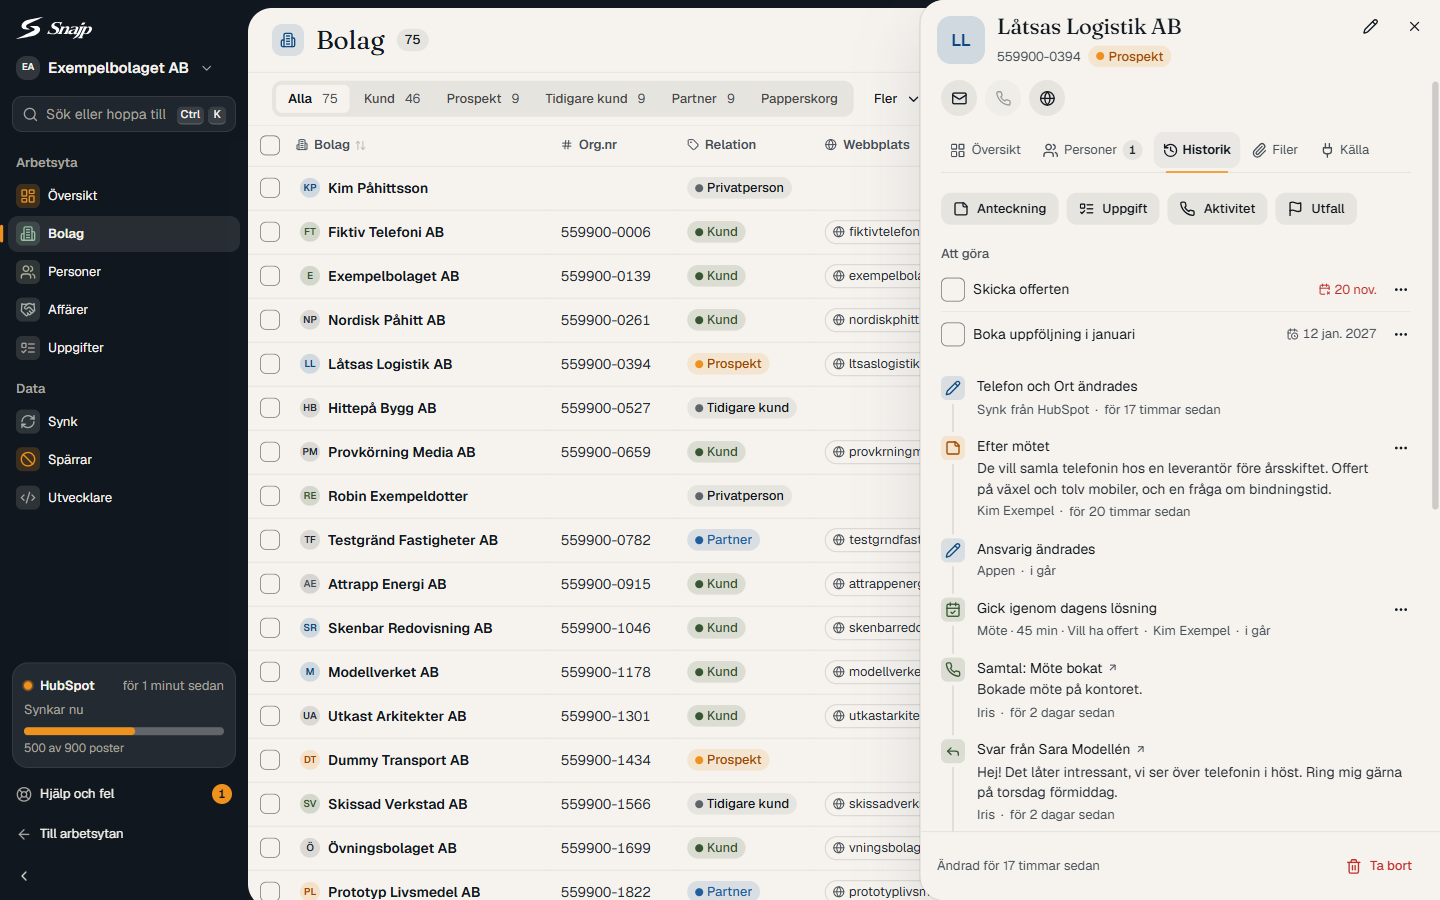 Snajp
EA Exempelbolaget AB
Sök eller hoppa till Ctrl K
Arbetsyta
Översikt
Bolag
Personer
Affärer
Uppgifter
Data
Synk
Spärrar
Utvecklare
HubSpot för 1 minut sedan
Synkar nu
500 av 900 poster
Hjälp och fel 1
Till arbetsytan
Bolag 75
Alla 75 Kund 46 Prospekt 9 Tidigare kund 9 Partner 9 Papperskorg Fler
Bolag # Org.nr Relation Webbplats
KP Kim Påhittsson Privatperson
FT Fiktiv Telefoni AB 559900-0006 Kund fiktivtelefon
E Exempelbolaget AB 559900-0139 Kund exempelbola
NP Nordisk Påhitt AB 559900-0261 Kund nordiskphitt
LL Låtsas Logistik AB 559900-0394 Prospekt ltsaslogistik
HB Hittepå Bygg AB 559900-0527 Tidigare kund
PM Provkörning Media AB 559900-0659 Kund provkrningm
RE Robin Exempeldotter Privatperson
TF Testgränd Fastigheter AB 559900-0782 Partner testgrndfast
AE Attrapp Energi AB 559900-0915 Kund attrappenerg
SR Skenbar Redovisning AB 559900-1046 Kund skenbarredo
M Modellverket AB 559900-1178 Kund modellverke
UA Utkast Arkitekter AB 559900-1301 Kund utkastarkite
DT Dummy Transport AB 559900-1434 Prospekt
SV Skissad Verkstad AB 559900-1566 Tidigare kund skissadverk
Ö Övningsbolaget AB 559900-1699 Kund vningsbolag
PL Prototyp Livsmedel AB 559900-1822 Partner prototyplivsm
LL Låtsas Logistik AB
559900-0394 Prospekt
Översikt Personer 1 Historik Filer Källa
Anteckning Uppgift Aktivitet Utfall
Att göra
Skicka offerten 20 nov.
Boka uppföljning i januari 12 jan. 2027
Telefon och Ort ändrades
Synk från HubSpot · för 17 timmar sedan
Efter mötet
De vill samla telefonin hos en leverantör före årsskiftet. Offert
på växel och tolv mobiler, och en fråga om bindningstid.
Kim Exempel · för 20 timmar sedan
Ansvarig ändrades
Appen · i går
Gick igenom dagens lösning
Möte · 45 min · Vill ha offert · Kim Exempel · i går
Samtal: Möte bokat
Bokade möte på kontoret.
Iris · för 2 dagar sedan
Svar från Sara Modellén
Hej! Det låter intressant, vi ser över telefonin i höst. Ring mig gärna
på torsdag förmiddag.
Iris · för 2 dagar sedan
Ändrad för 17 timmar sedan Ta bort